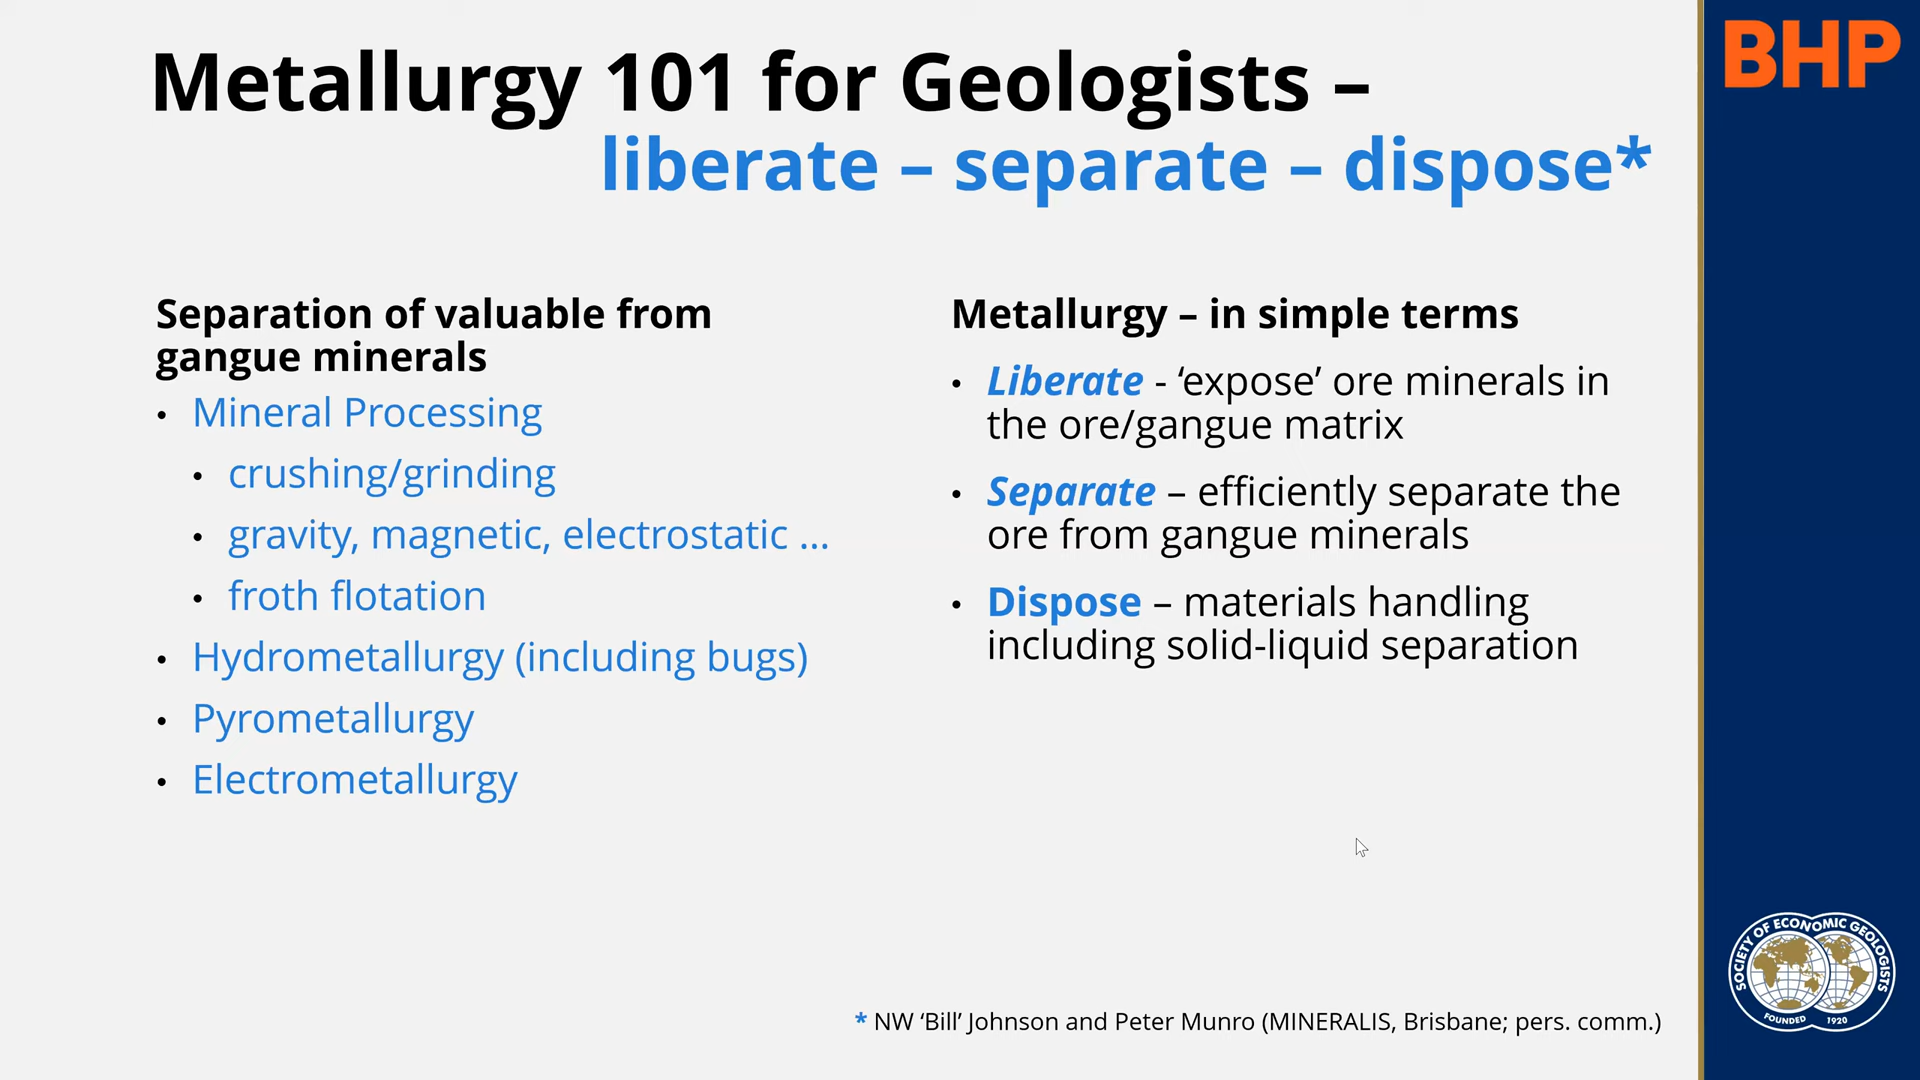 Metallurgy 101 for Geologists –
liberate – separate – dispose*
BHP
Separation of valuable from
gangue minerals
• Mineral Processing
• crushing/grinding
• gravity, magnetic, electrostatic ...
• froth flotation
• Hydrometallurgy (including bugs)
• Pyrometallurgy
• Electrometallurgy
Metallurgy – in simple terms
• Liberate - ‘expose’ ore minerals in
the ore/gangue matrix
• Separate – efficiently separate the
ore from gangue minerals
• Dispose – materials handling
including solid-liquid separation
* NW ‘Bill’ Johnson and Peter Munro (MINERALIS, Brisbane; pers. comm.)
SOCIETY OF ECONOMIC GEOLOGISTS
FOUNDED 1920